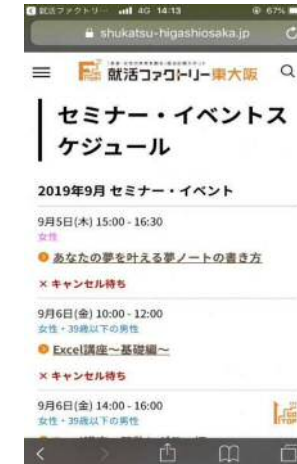 就活ファクトリー 4G 14:13 67%
shukatsu-higashiosaka.jp
就活ファクトリー東大阪
セミナー・イベントス
ケジュール
2019年9月 セミナー・イベント
9月5日(木) 15:00 - 16:30
女性
あなたの夢を叶える夢ノートの書き方
×キャンセル待ち
9月6日(金) 10:00 - 12:00
女性・39歳以下の男性
Excel講座〜基礎編〜
×キャンセル待ち
9月6日(金) 14:00 - 16:00
女性・39歳以下の男性